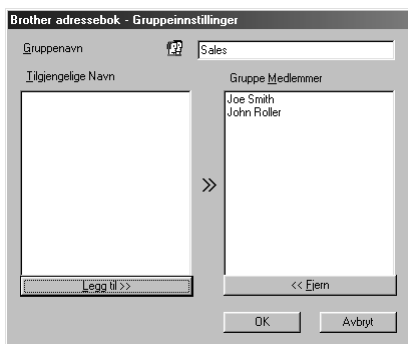 Brother adressebok - Gruppeinnstillinger
Gruppenavn
Sales
Tilgjengelige Navn
Gruppe Medlemmer
Joe Smith
John Roller
Legg til >>
<< Fjern
OK
Avbryt